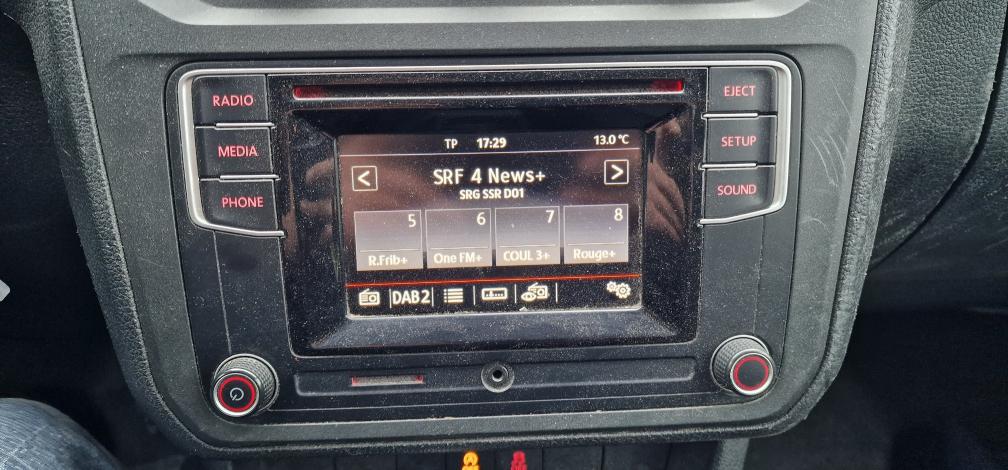 RADIO
MEDIA
PHONE
EJECT
SETUP
SOUND
TP 17:29 13.0 °C
< SRF 4 News+ >
SRG SSR D01
5 6 7 8
R.Frib+ One FM+ COUL 3+ Rouge+
DAB2